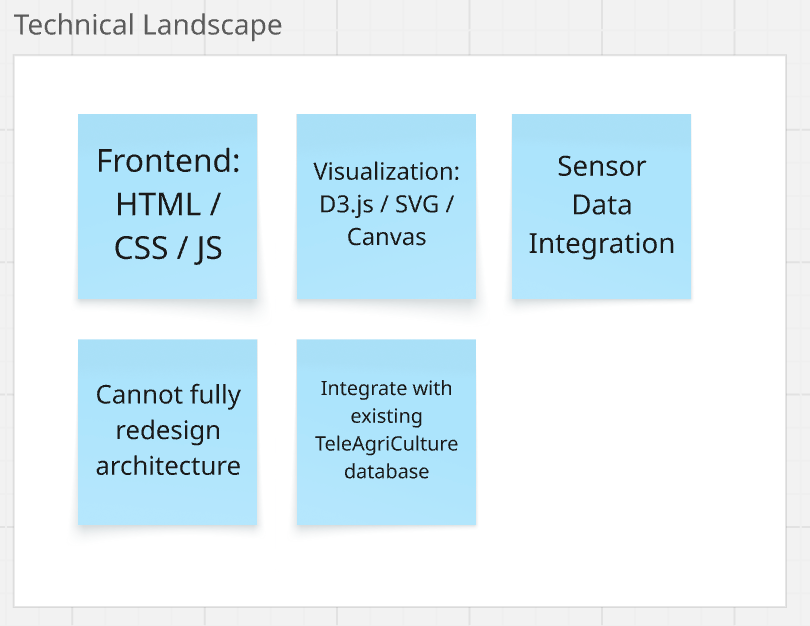 Technical Landscape
Frontend:
HTML /
CSS / JS
Visualization:
D3.js / SVG /
Canvas
Sensor
Data
Integration
Cannot fully
redesign
architecture
Integrate with
existing
TeleAgriCulture
database